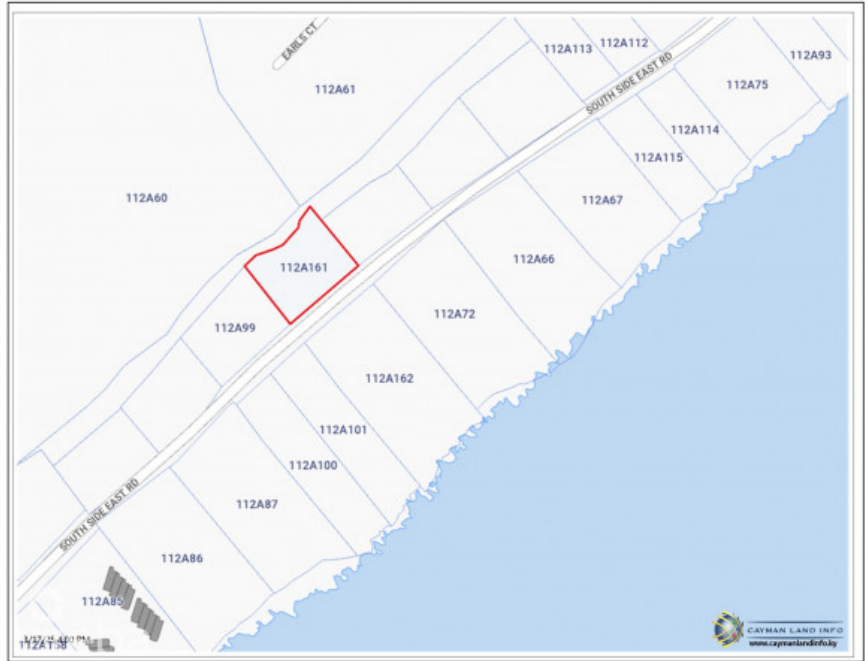 EARLS CT
112A61
112A113
112A112
SOUTH SIDE EAST RD
112A93
112A75
112A114
112A115
112A60
112A67
112A161
112A66
112A99
112A72
112A162
112A101
112A100
112A87
SOUTH SIDE EAST RD
112A86
112A85
CAYMAN LAND INFO
www.caymanlandinfo.ky